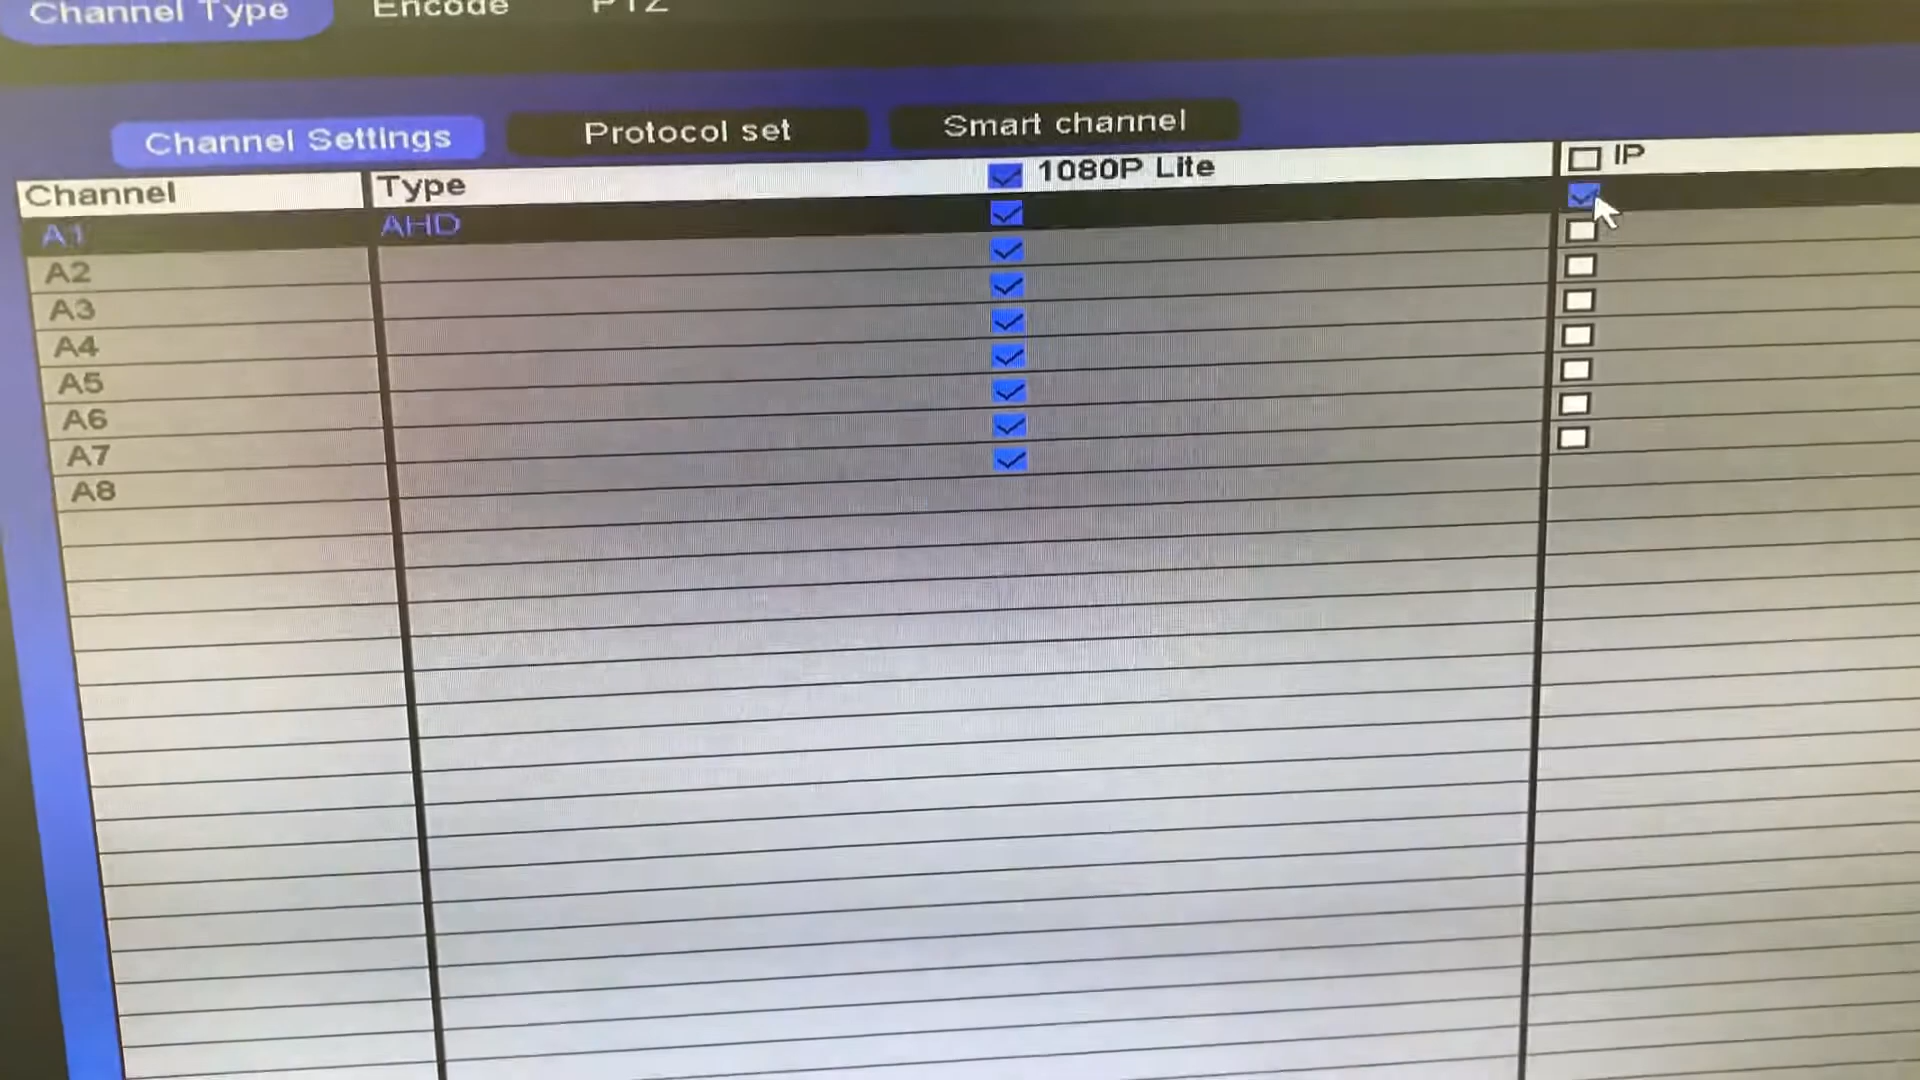 Channel Type Encode PTZ
Channel Settings Protocol set Smart channel
Channel Type 1080P Lite IP
A1 AHD
A2
A3
A4
A5
A6
A7
A8